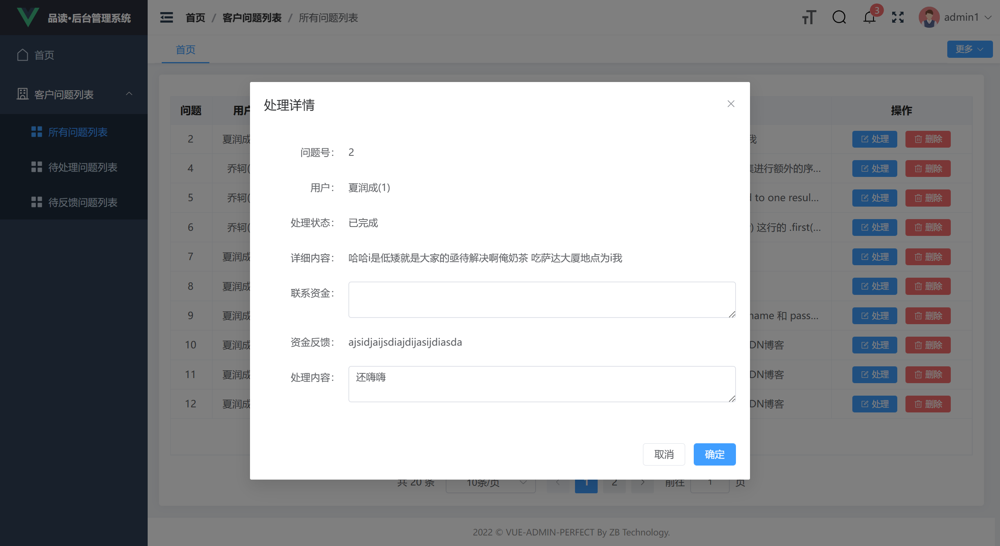 品读•后台管理系统
首页 / 客户问题列表 / 所有问题列表
3
admin1
首页
更多
首页
客户问题列表
所有问题列表
待处理问题列表
待反馈问题列表
问题 用户 操作
2 夏润成 我 处理 删除
4 乔轲( 进行额外的序... 处理 删除
5 乔轲( to one resul... 处理 删除
6 乔轲( ) 这行的 .first(... 处理 删除
7 夏润成 处理 删除
8 夏润成 处理 删除
9 夏润成 name 和 pass... 处理 删除
10 夏润成 DN博客 处理 删除
11 夏润成 DN博客 处理 删除
12 夏润成 DN博客 处理 删除
处理详情
问题号： 2
用户： 夏润成(1)
处理状态： 已完成
详细内容： 哈哈i是低矮就是大家的亟待解决啊俺奶茶 吃萨达大厦地点为i我
联系资金：
资金反馈： ajsidjaijsdiajdijasijdiasda
处理内容： 还嗨嗨
取消 确定
共 20 条 10条/页 1 2 前往 1 页
2022 © VUE-ADMIN-PERFECT By ZB Technology.